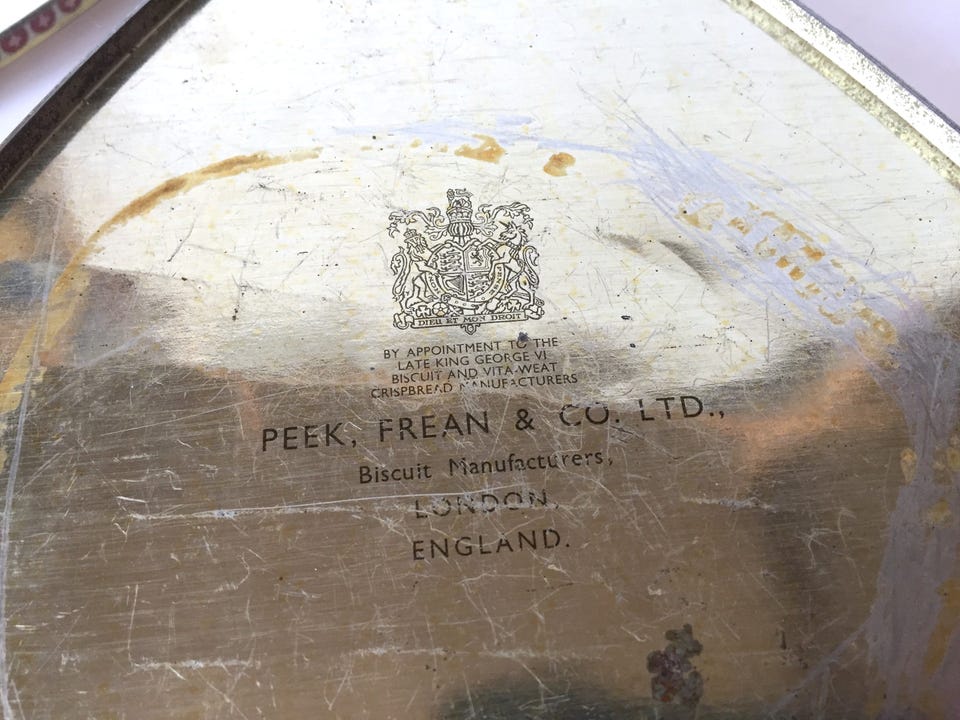 DIEU ET MON DROIT
BY APPOINTMENT TO THE
LATE KING GEORGE VI
BISCUIT AND VITA-WEAT
CRISPBREAD MANUFACTURERS
PEEK, FREAN & CO. LTD.,
Biscuit Manufacturers,
LONDON,
ENGLAND.